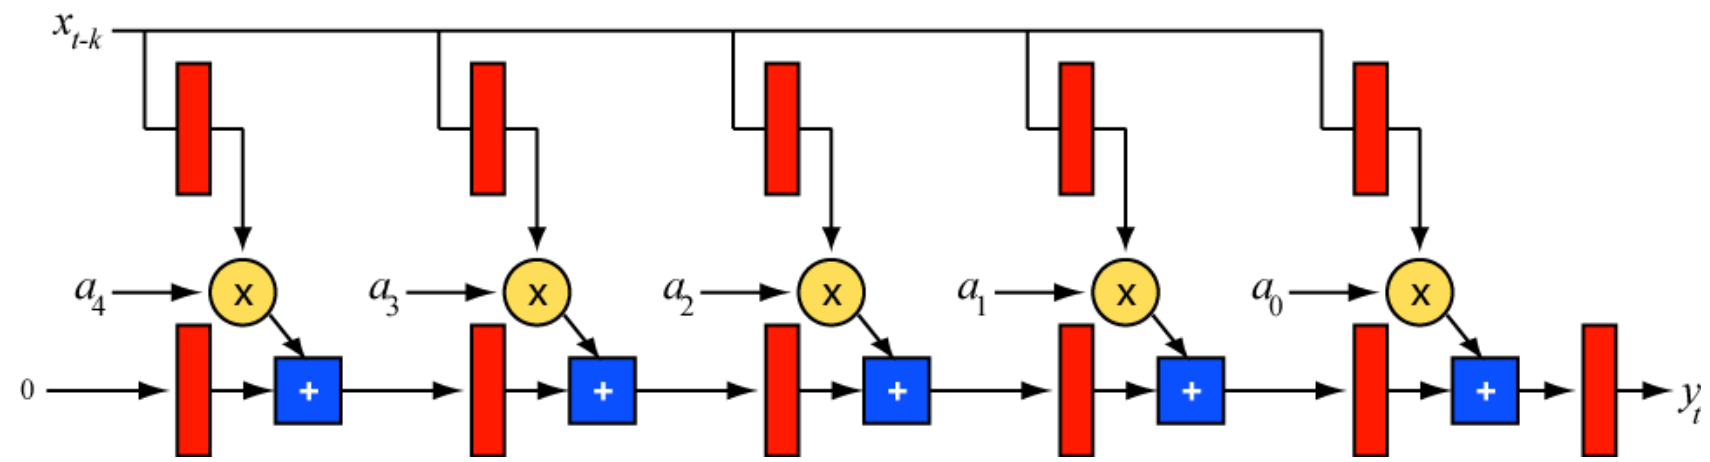 x_{t-k}
a_4 x a_3 x a_2 x a_1 x a_0 x
0 + + + + + y_t